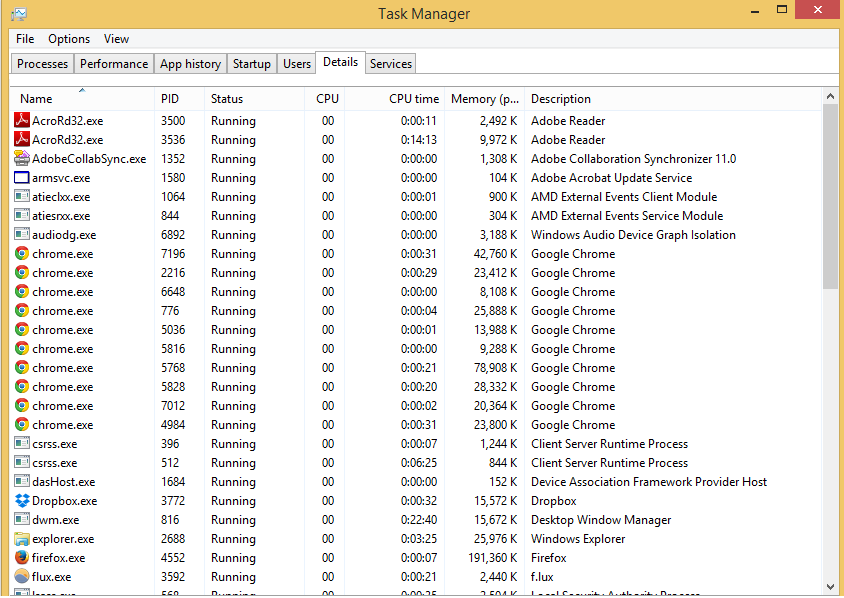 Task Manager
File Options View
Processes Performance App history Startup Users Details Services
Name PID Status CPU CPU time Memory (p... Description
AcroRd32.exe 3500 Running 00 0:00:11 2,492 K Adobe Reader
AcroRd32.exe 3536 Running 00 0:14:13 9,972 K Adobe Reader
AdobeCollabSync.exe 1352 Running 00 0:00:00 1,308 K Adobe Collaboration Synchronizer 11.0
armsvc.exe 1580 Running 00 0:00:00 104 K Adobe Acrobat Update Service
atieclxx.exe 1064 Running 00 0:00:01 900 K AMD External Events Client Module
atiesrxx.exe 844 Running 00 0:00:00 304 K AMD External Events Service Module
audiodg.exe 6892 Running 00 0:00:00 3,188 K Windows Audio Device Graph Isolation
chrome.exe 7196 Running 00 0:00:31 42,760 K Google Chrome
chrome.exe 2216 Running 00 0:00:29 23,412 K Google Chrome
chrome.exe 6648 Running 00 0:00:00 8,108 K Google Chrome
chrome.exe 776 Running 00 0:00:04 25,888 K Google Chrome
chrome.exe 5036 Running 00 0:00:01 13,988 K Google Chrome
chrome.exe 5816 Running 00 0:00:00 9,288 K Google Chrome
chrome.exe 5768 Running 00 0:00:21 78,908 K Google Chrome
chrome.exe 5828 Running 00 0:00:20 28,332 K Google Chrome
chrome.exe 7012 Running 00 0:00:02 20,364 K Google Chrome
chrome.exe 4984 Running 00 0:00:31 23,800 K Google Chrome
csrss.exe 396 Running 00 0:00:07 1,244 K Client Server Runtime Process
csrss.exe 512 Running 00 0:06:25 844 K Client Server Runtime Process
dasHost.exe 1684 Running 00 0:00:00 152 K Device Association Framework Provider Host
Dropbox.exe 3772 Running 00 0:00:32 15,572 K Dropbox
dwm.exe 816 Running 00 0:22:40 15,672 K Desktop Window Manager
explorer.exe 2688 Running 00 0:03:25 25,976 K Windows Explorer
firefox.exe 4552 Running 00 0:00:07 191,360 K Firefox
flux.exe 3592 Running 00 0:00:21 2,440 K f.lux
Running 00 Local Security Authority Process